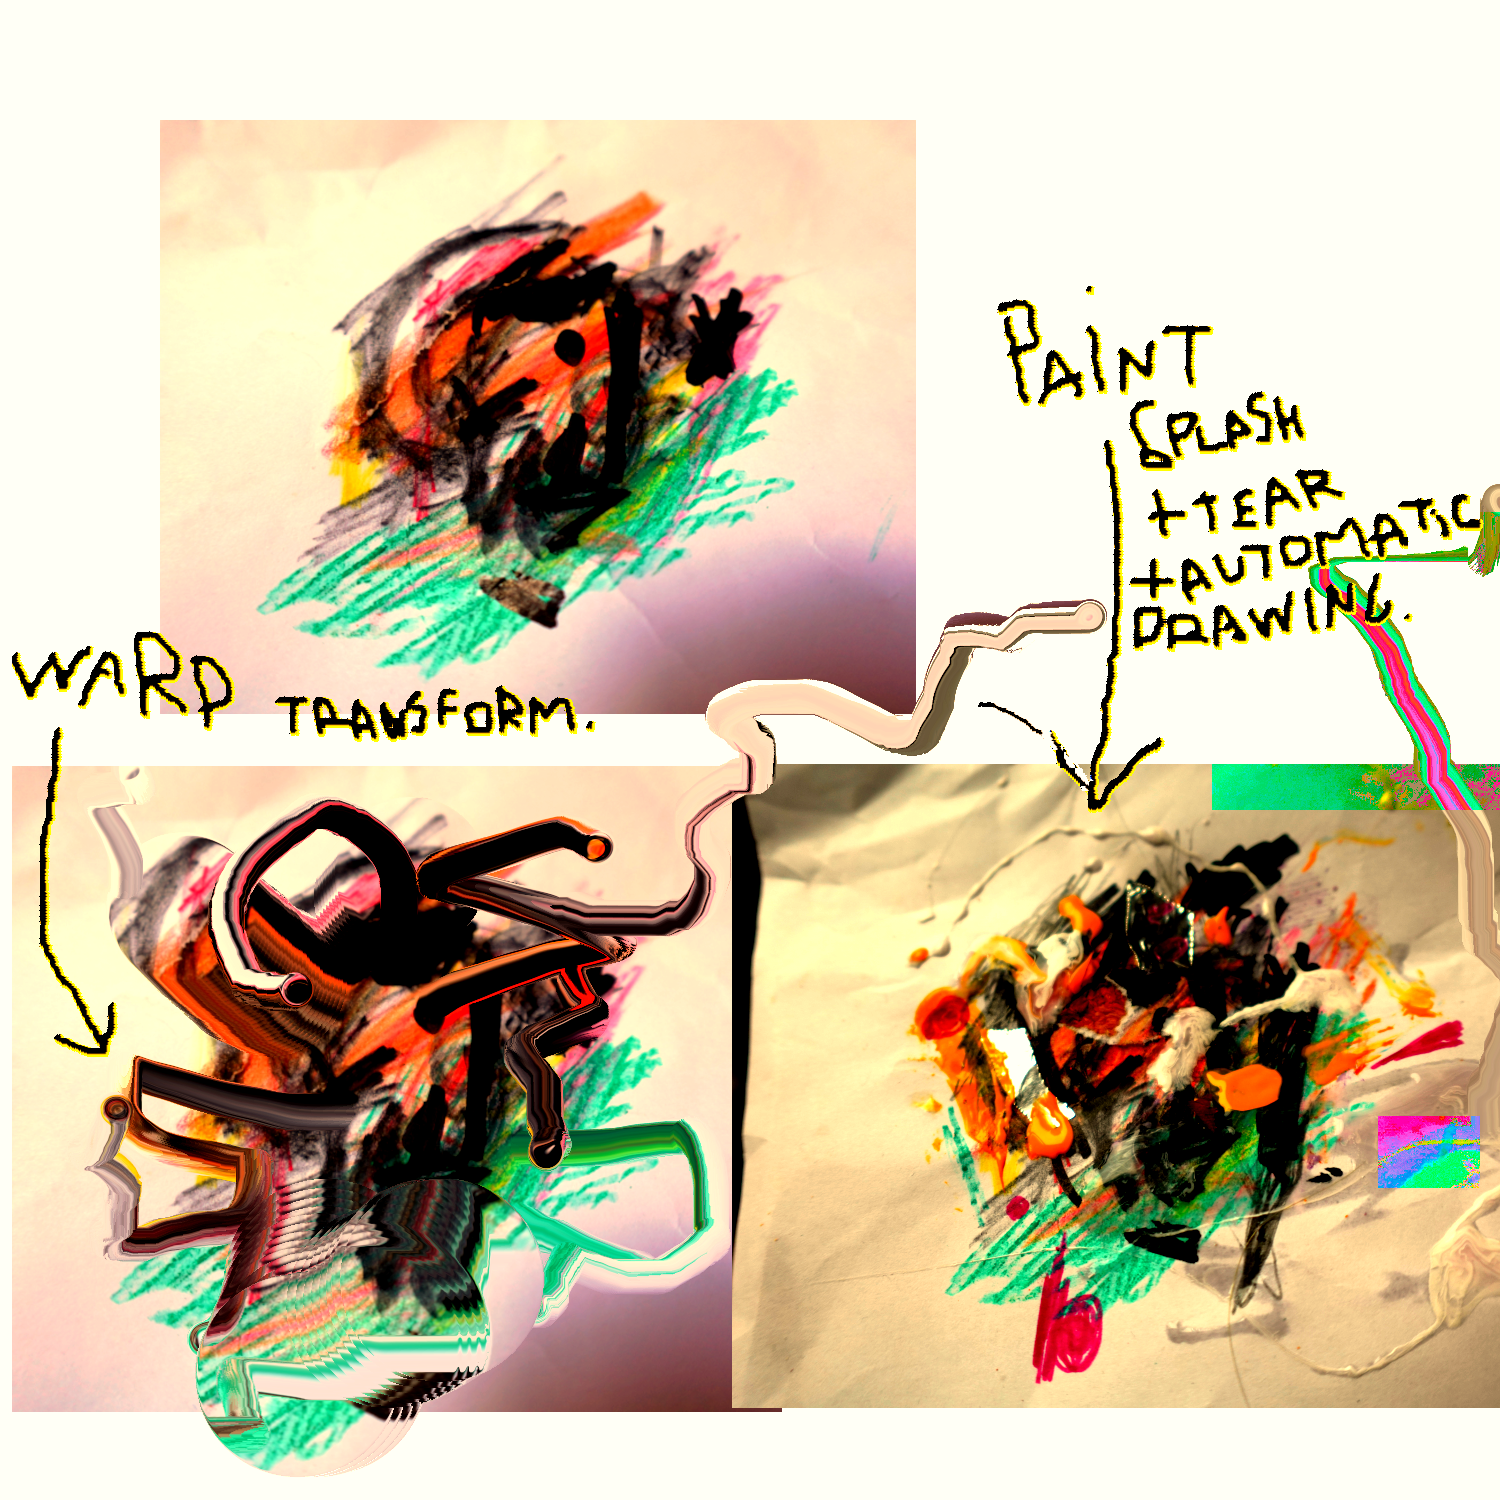 PAINT
SPLASH
+TEAR
+AUTOMATIC
DRAWING.
WARP TRANSFORM.